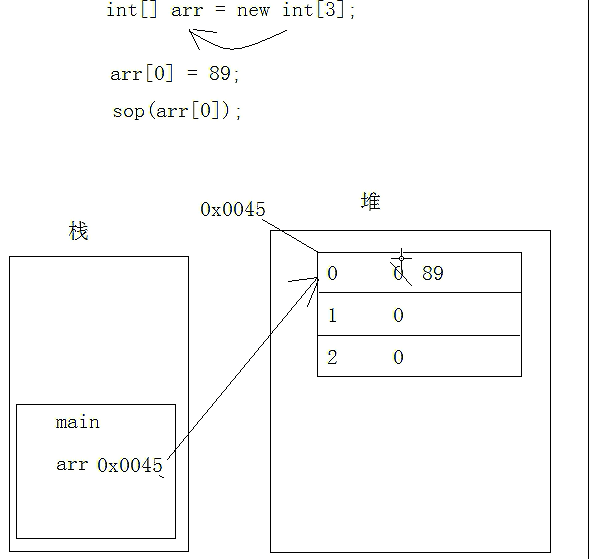 int[] arr = new int[3];
arr[0] = 89;
sop(arr[0]);
堆
0x0045
栈
0 0 89
1 0
2 0
main
arr 0x0045